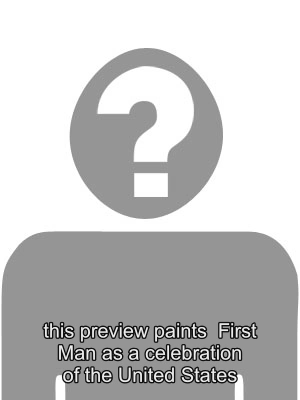 ?
this preview paints  First
Man as a celebration
of the United States